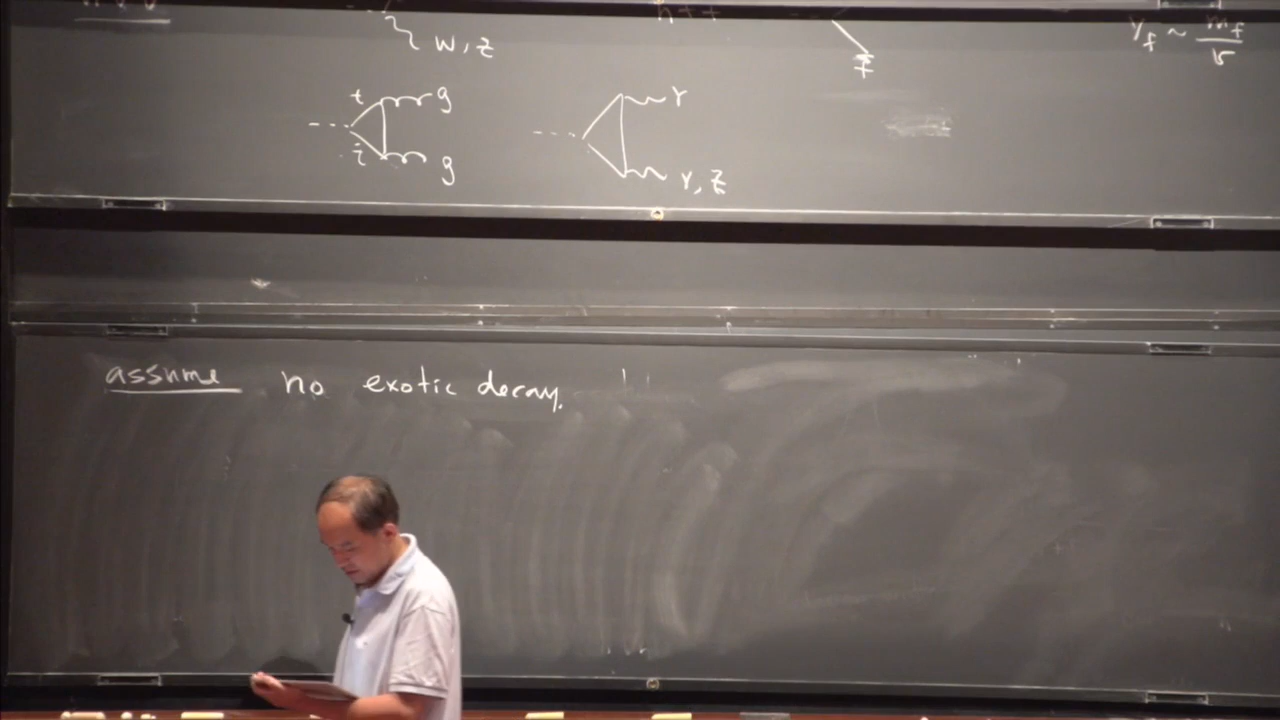 W, Z
f
Y_f ~ m_f / v
t g
t̄ g
γ
γ, Z
assume no exotic decay.